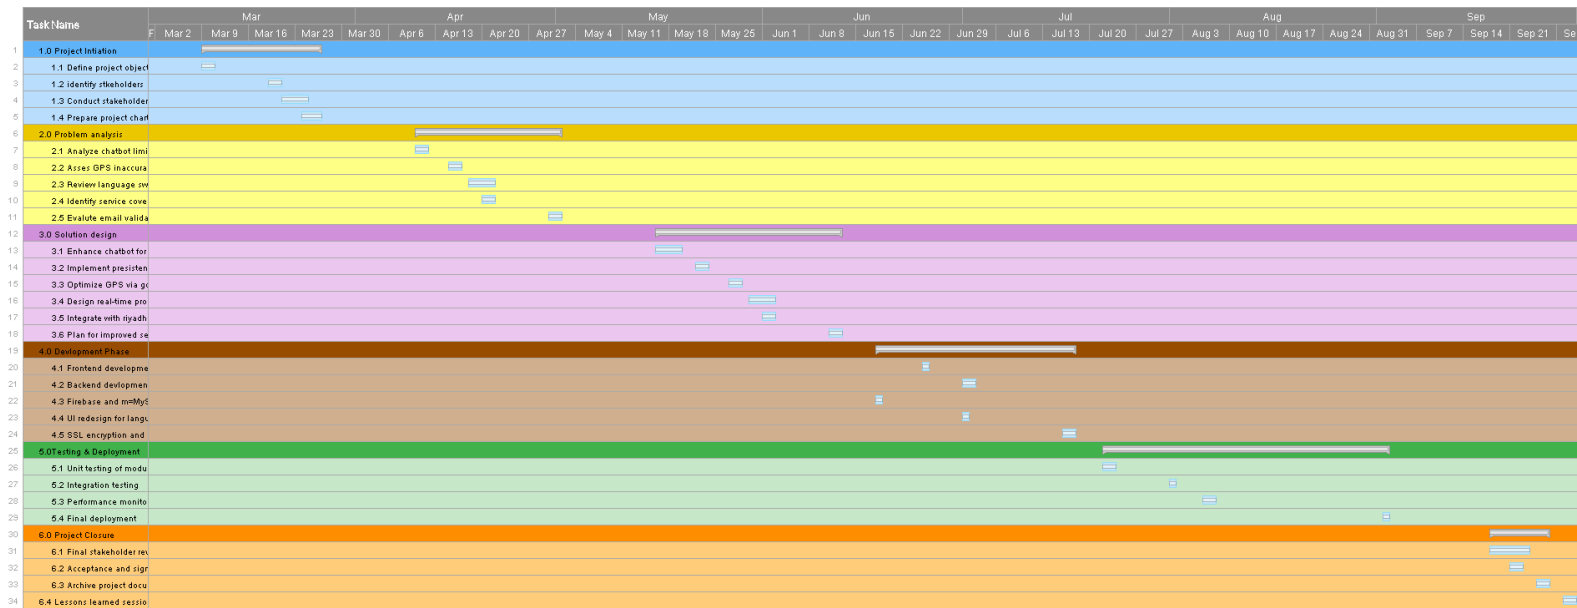 Task Name
Mar Apr May Jun Jul Aug Sep
F Mar 2 Mar 9 Mar 16 Mar 23 Mar 30 Apr 6 Apr 13 Apr 20 Apr 27 May 4 May 11 May 18 May 25 Jun 1 Jun 8 Jun 15 Jun 22 Jun 29 Jul 6 Jul 13 Jul 20 Jul 27 Aug 3 Aug 10 Aug 17 Aug 24 Aug 31 Sep 7 Sep 14 Sep 21 Se
1 1.0 Project Intiation
2 1.1 Define project object
3 1.2 identify stkeholders
4 1.3 Conduct stakeholder
5 1.4 Prepare project chart
6 2.0 Problem analysis
7 2.1 Analyze chatbot limi
8 2.2 Asses GPS inaccura
9 2.3 Review language sw
10 2.4 Identify service cove
11 2.5 Evalute email valida
12 3.0 Solution design
13 3.1 Enhance chatbot for
14 3.2 Implement presisten
15 3.3 Optimize GPS via go
16 3.4 Design real-time pro
17 3.5 Integrate with riyadh
18 3.6 Plan for improved se
19 4.0 Devlopment Phase
20 4.1 Frontend developme
21 4.2 Backend devlopmen
22 4.3 Firebase and m=MyS
23 4.4 UI redesign for langu
24 4.5 SSL encryption and
25 5.0Testing & Deployment
26 5.1 Unit testing of modu
27 5.2 Integration testing
28 5.3 Performance monito
29 5.4 Final deployment
30 6.0 Project Closure
31 6.1 Final stakeholder rev
32 6.2 Acceptance and sign
33 6.3 Archive project docu
34 6.4 Lessons learned sessio